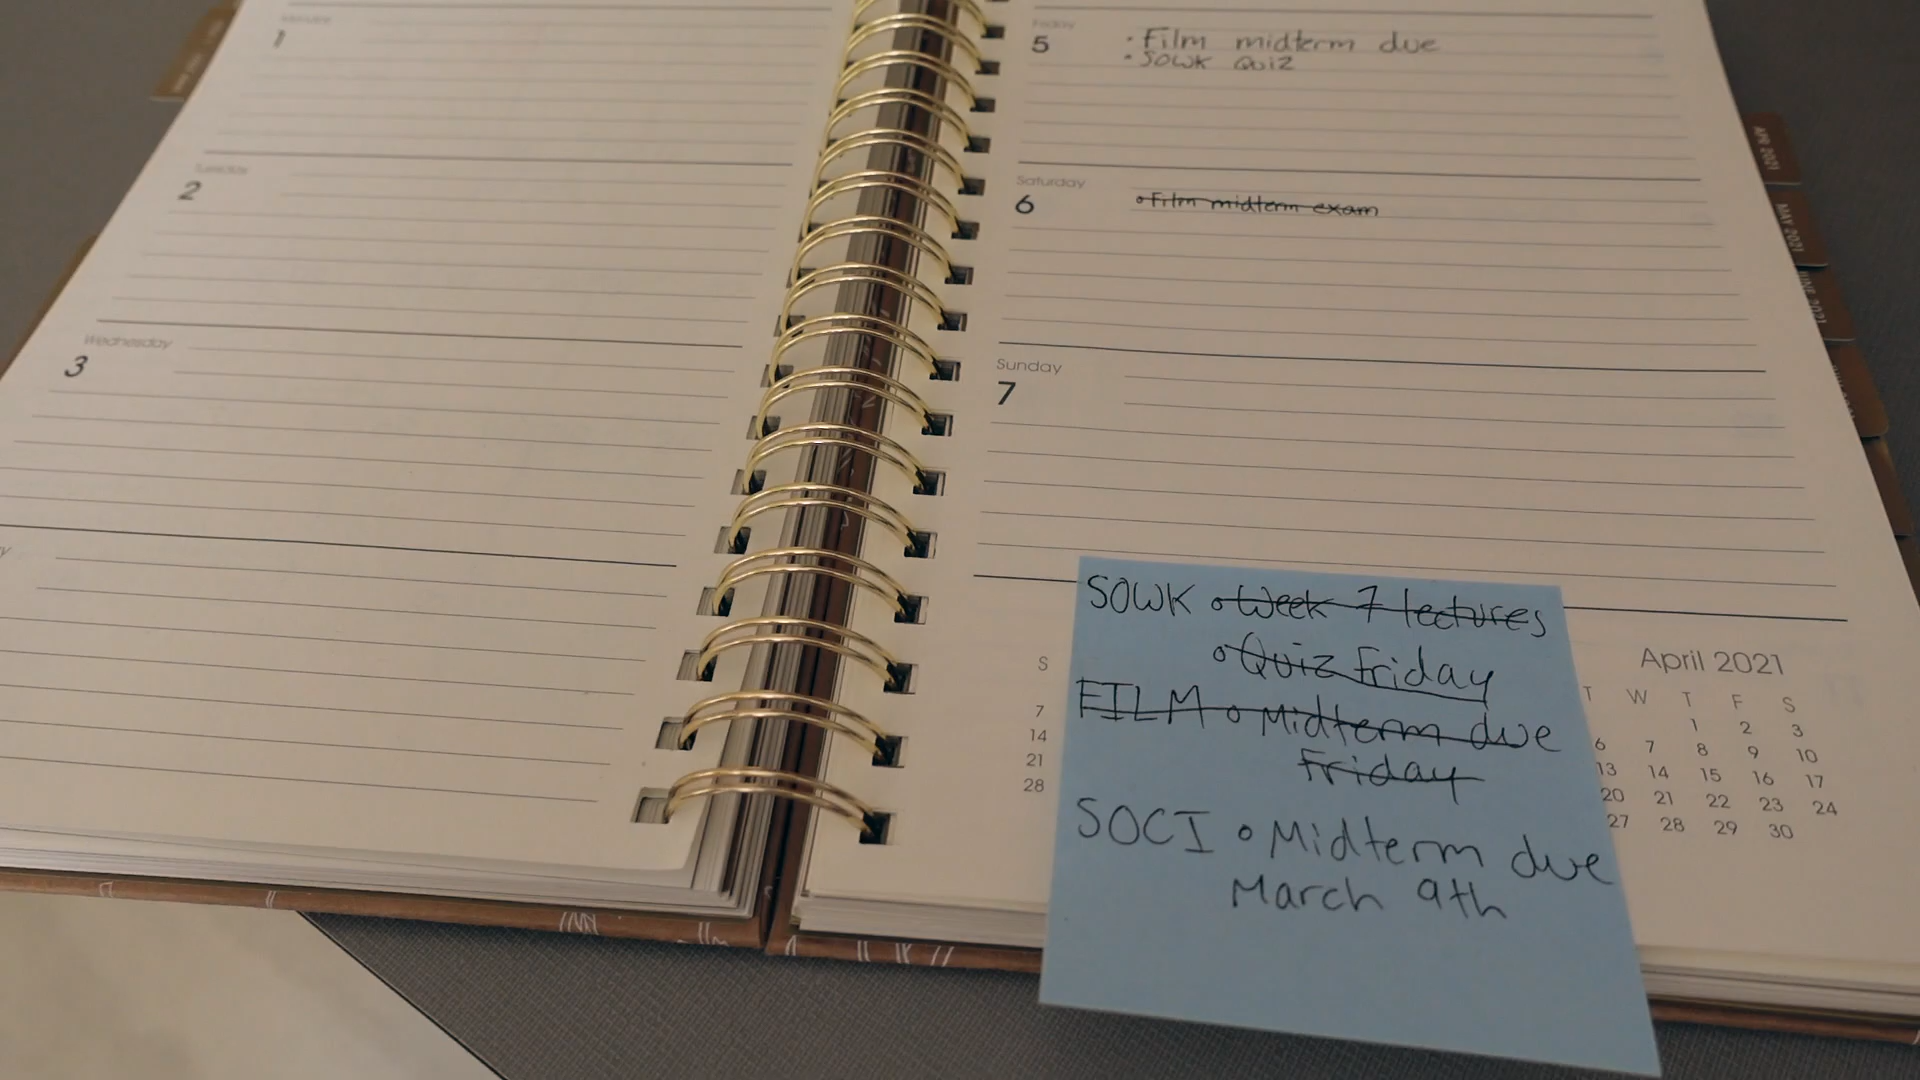 Monday
1
Tuesday
2
Wednesday
3
Friday
5
• Film midterm due
• SOWK Quiz
Saturday
6
• Film midterm exam
Sunday
7
SOWK • Week 7 lectures
• Quiz Friday
FILM • Midterm due
Friday
SOCI • Midterm due
March 9th
S
7
14
21
28
April 2021
T W T F S
1 2 3
6 7 8 9 10
13 14 15 16 17
20 21 22 23 24
27 28 29 30
APR 2021
MAY 2021
JUNE 2021